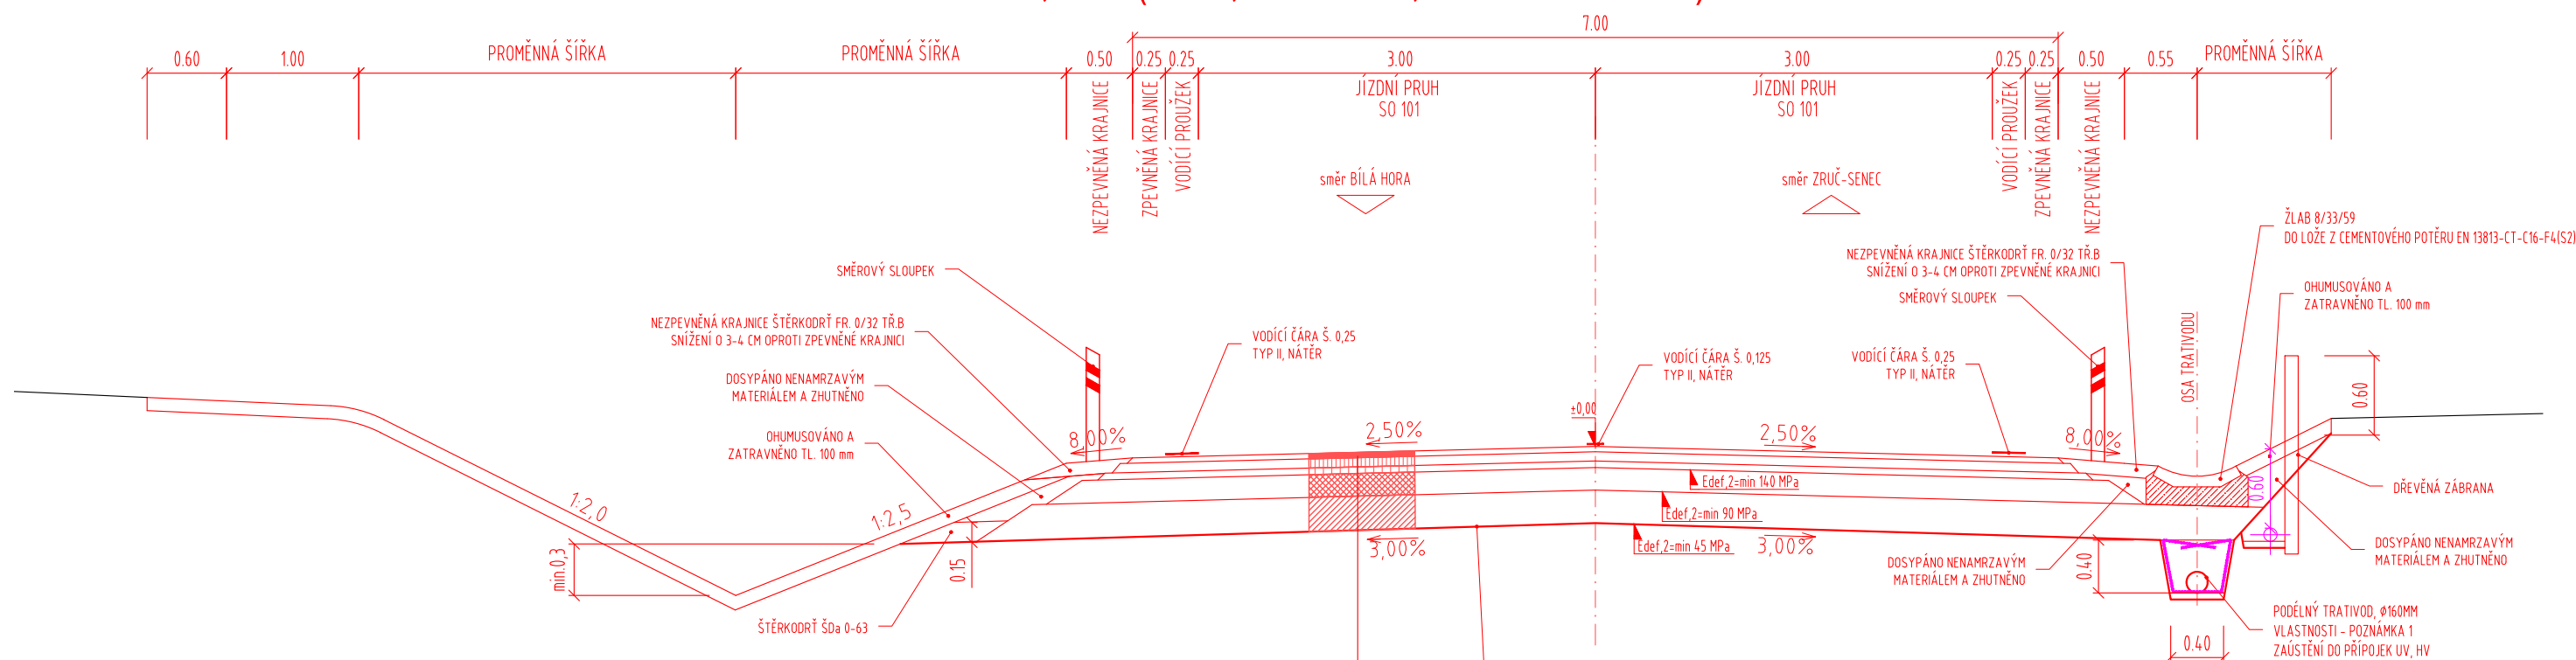 7.00
0.60
1.00
PROMĚNNÁ ŠÍŘKA
PROMĚNNÁ ŠÍŘKA
0.50
0.25
0.25
3.00
3.00
0.25
0.25
0.50
0.55
PROMĚNNÁ ŠÍŘKA
NEZPEVNĚNÁ KRAJNICE
ZPEVNĚNÁ KRAJNICE
VODÍCÍ PROUŽEK
JÍZDNÍ PRUH
SO 101
JÍZDNÍ PRUH
SO 101
VODÍCÍ PROUŽEK
ZPEVNĚNÁ KRAJNICE
NEZPEVNĚNÁ KRAJNICE
směr BÍLÁ HORA
směr ZRUČ-SENEC
ŽLAB 8/33/59
DO LOŽE Z CEMENTOVÉHO POTĚRU EN 13813-CT-C16-F4(S2)
NEZPEVNĚNÁ KRAJNICE ŠTĚRKODRŤ FR. 0/32 TŘ.B
SNÍŽENÍ O 3-4 CM OPROTI ZPEVNĚNÉ KRAJNICI
SMĚROVÝ SLOUPEK
SMĚROVÝ SLOUPEK
OHUMUSOVÁNO A
ZATRAVNĚNO TL. 100 mm
NEZPEVNĚNÁ KRAJNICE ŠTĚRKODRŤ FR. 0/32 TŘ.B
SNÍŽENÍ O 3-4 CM OPROTI ZPEVNĚNÉ KRAJNICI
VODÍCÍ ČÁRA Š. 0,25
TYP II, NÁTĚR
VODÍCÍ ČÁRA Š. 0,125
TYP II, NÁTĚR
VODÍCÍ ČÁRA Š. 0,25
TYP II, NÁTĚR
OSA TRATIVODU
DOSYPÁNO NENAMRZAVÝM
MATERIÁLEM A ZHUTNĚNO
0.60
±0,00
OHUMUSOVÁNO A
ZATRAVNĚNO TL. 100 mm
8,00%
2,50%
2,50%
8,00%
Edef,2=min 140 MPa
0.60
DŘEVĚNÁ ZÁBRANA
1:2,0
1:2,5
Edef,2=min 90 MPa
Edef,2=min 45 MPa
3,00%
3,00%
min.0,3
0.15
DOSYPÁNO NENAMRZAVÝM
MATERIÁLEM A ZHUTNĚNO
0.40
DOSYPÁNO NENAMRZAVÝM
MATERIÁLEM A ZHUTNĚNO
ŠTĚRKODRŤ ŠDa 0-63
PODÉLNÝ TRATIVOD, φ160MM
VLASTNOSTI - POZNÁMKA 1
ZAÚSTĚNÍ DO PŘÍPOJEK UV, HV
0.40